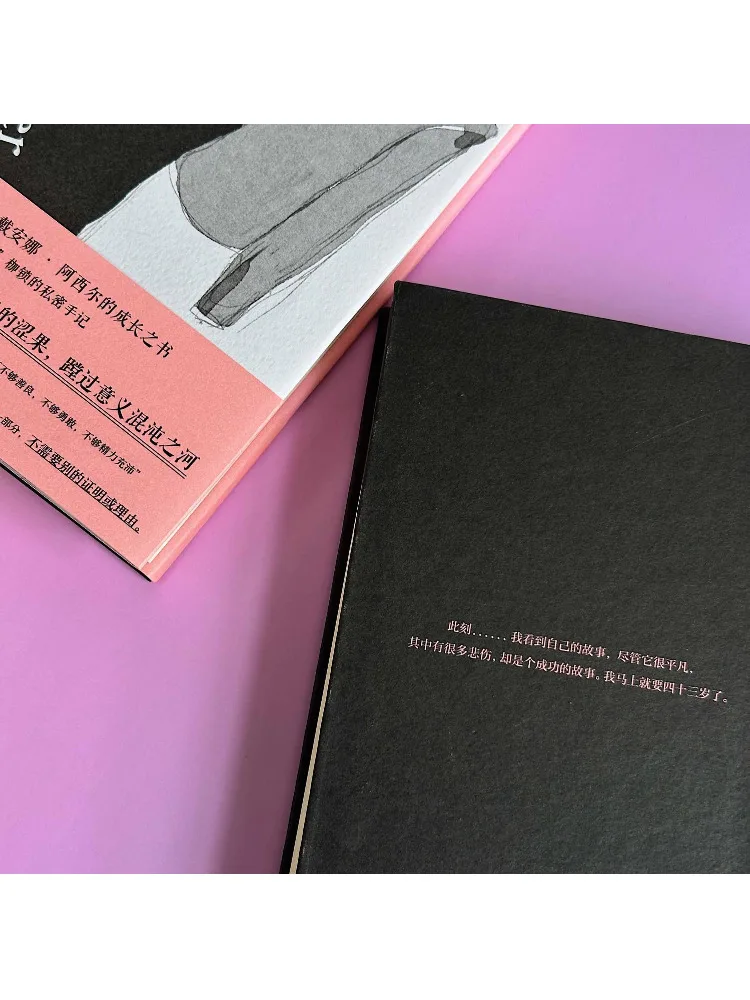 戴安娜·阿西尔的成长之书
枷锁的私密手记
的涩果，蹚过意义混沌之河
不够善良，不够勇敢，不够精力充沛”
一部分，不需要别的证明或理由。
此刻......我看到自己的故事，尽管它很平凡，
其中有很多悲伤，却是个成功的故事。我马上就要四十三岁了。